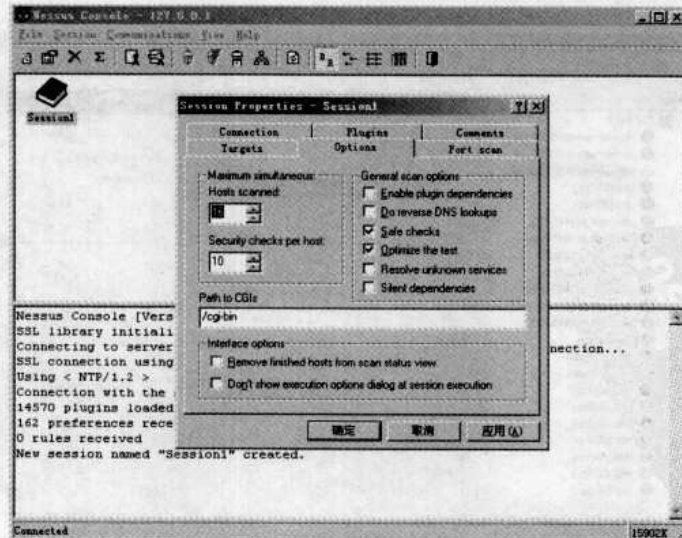 Nessus Console - 127.0.0.1
File Session Communications View Help
Session1
Session Properties - Session1
Connection Plugins Comments
Targets Options Port scan
Maximum simultaneous:
Hosts scanned:
Security checks per host:
10
General scan options
Enable plugin dependencies
Do reverse DNS lookups
Safe checks
Optimize the test
Resolve unknown services
Silent dependencies
Path to CGIs
/cgi-bin
Interface options
Remove finished hosts from scan status view
Don't show execution options dialog at session execution
确定 取消 应用(A)
Nessus Console [Vers
SSL library initiali
Connecting to server nection...
SSL connection using
Using < NTP/1.2 >
Connection with the
14570 plugins loaded
162 preferences rece
0 rules received
New session named "Session1" created.
Connected 15902K